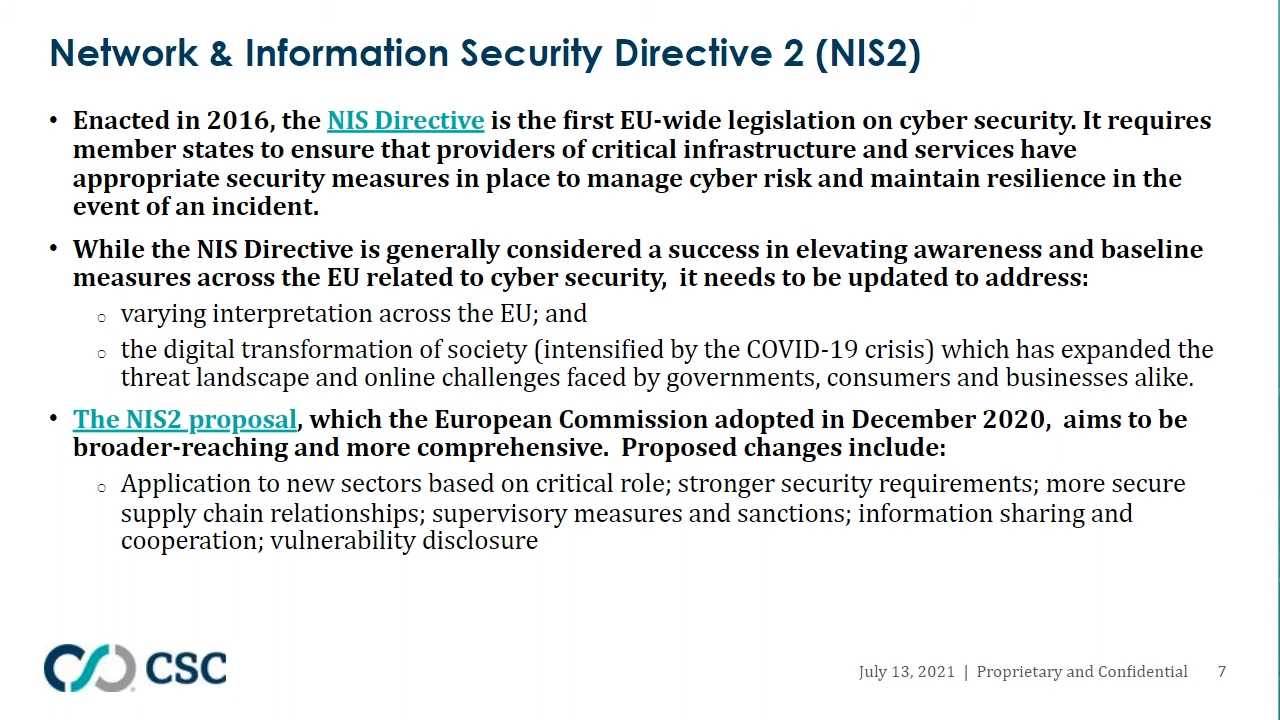 Network & Information Security Directive 2 (NIS2)
• Enacted in 2016, the NIS Directive is the first EU-wide legislation on cyber security. It requires
member states to ensure that providers of critical infrastructure and services have
appropriate security measures in place to manage cyber risk and maintain resilience in the
event of an incident.
• While the NIS Directive is generally considered a success in elevating awareness and baseline
measures across the EU related to cyber security,  it needs to be updated to address:
○ varying interpretation across the EU; and
○ the digital transformation of society (intensified by the COVID-19 crisis) which has expanded the
threat landscape and online challenges faced by governments, consumers and businesses alike.
• The NIS2 proposal, which the European Commission adopted in December 2020,  aims to be
broader-reaching and more comprehensive.  Proposed changes include:
○ Application to new sectors based on critical role; stronger security requirements; more secure
supply chain relationships; supervisory measures and sanctions; information sharing and
cooperation; vulnerability disclosure
CSC
July 13, 2021 | Proprietary and Confidential 7